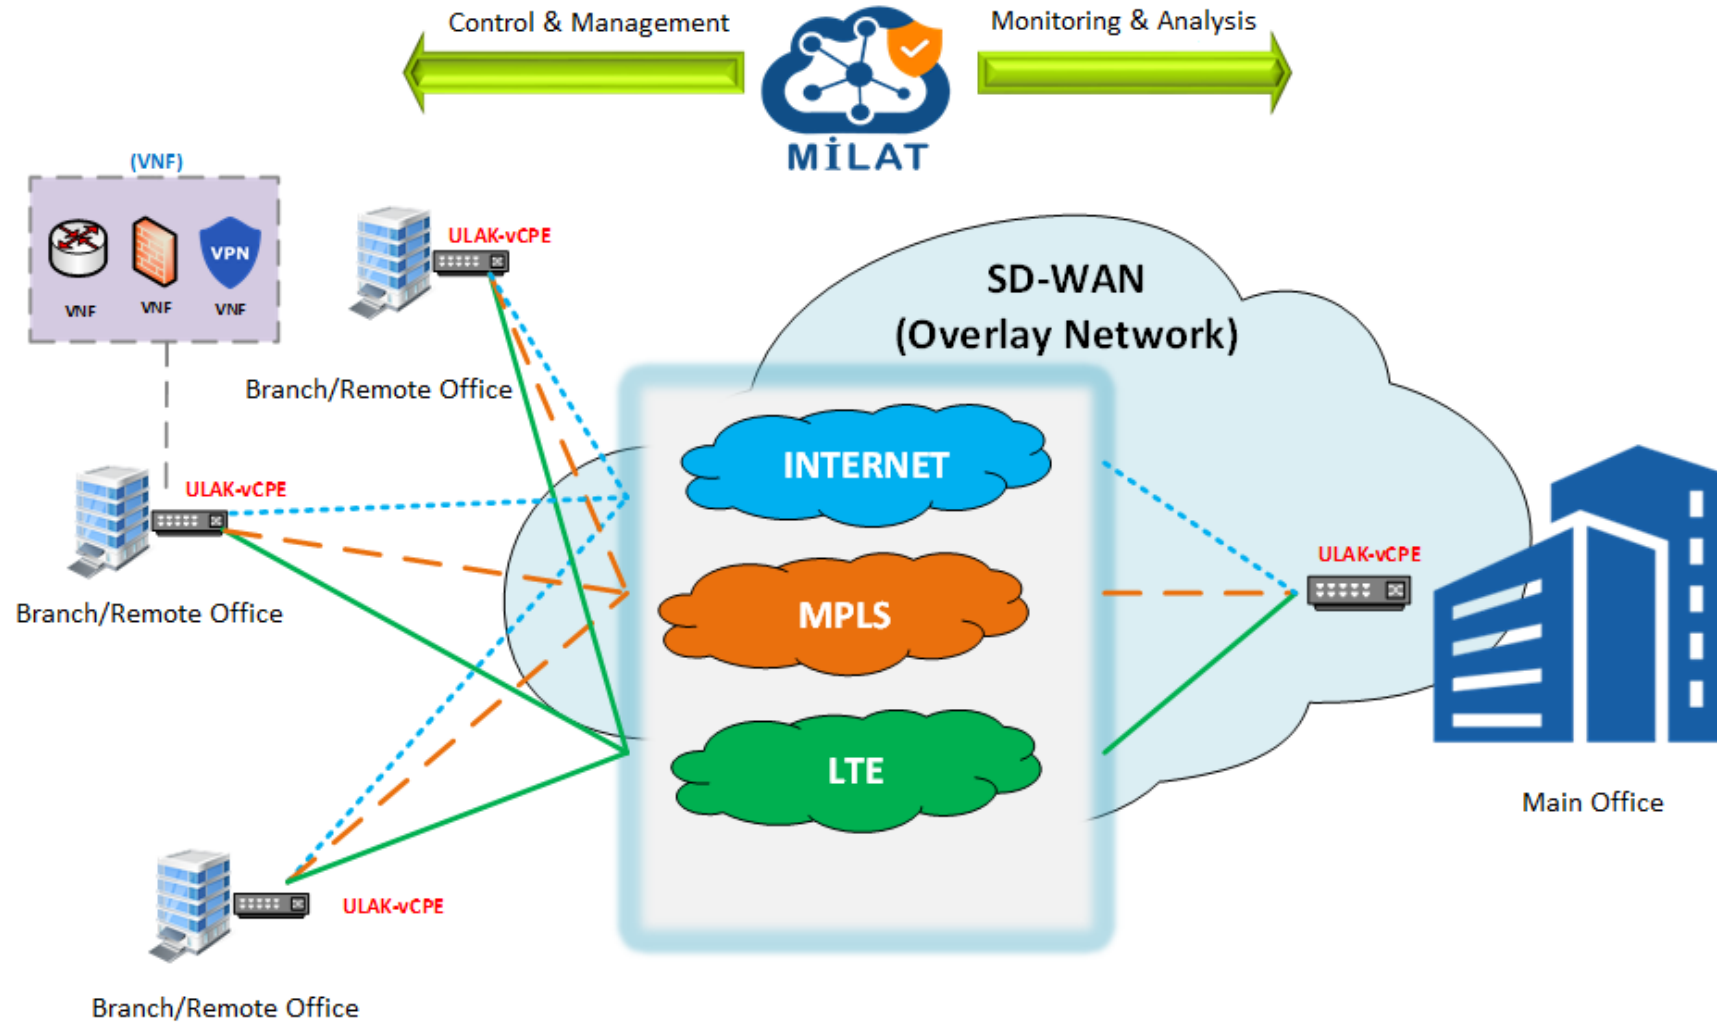 Control & Management
Monitoring & Analysis
MİLAT
(VNF)
VPN
VNF
VNF
VNF
ULAK-vCPE
Branch/Remote Office
SD-WAN
(Overlay Network)
INTERNET
ULAK-vCPE
Branch/Remote Office
MPLS
ULAK-vCPE
LTE
Main Office
ULAK-vCPE
Branch/Remote Office